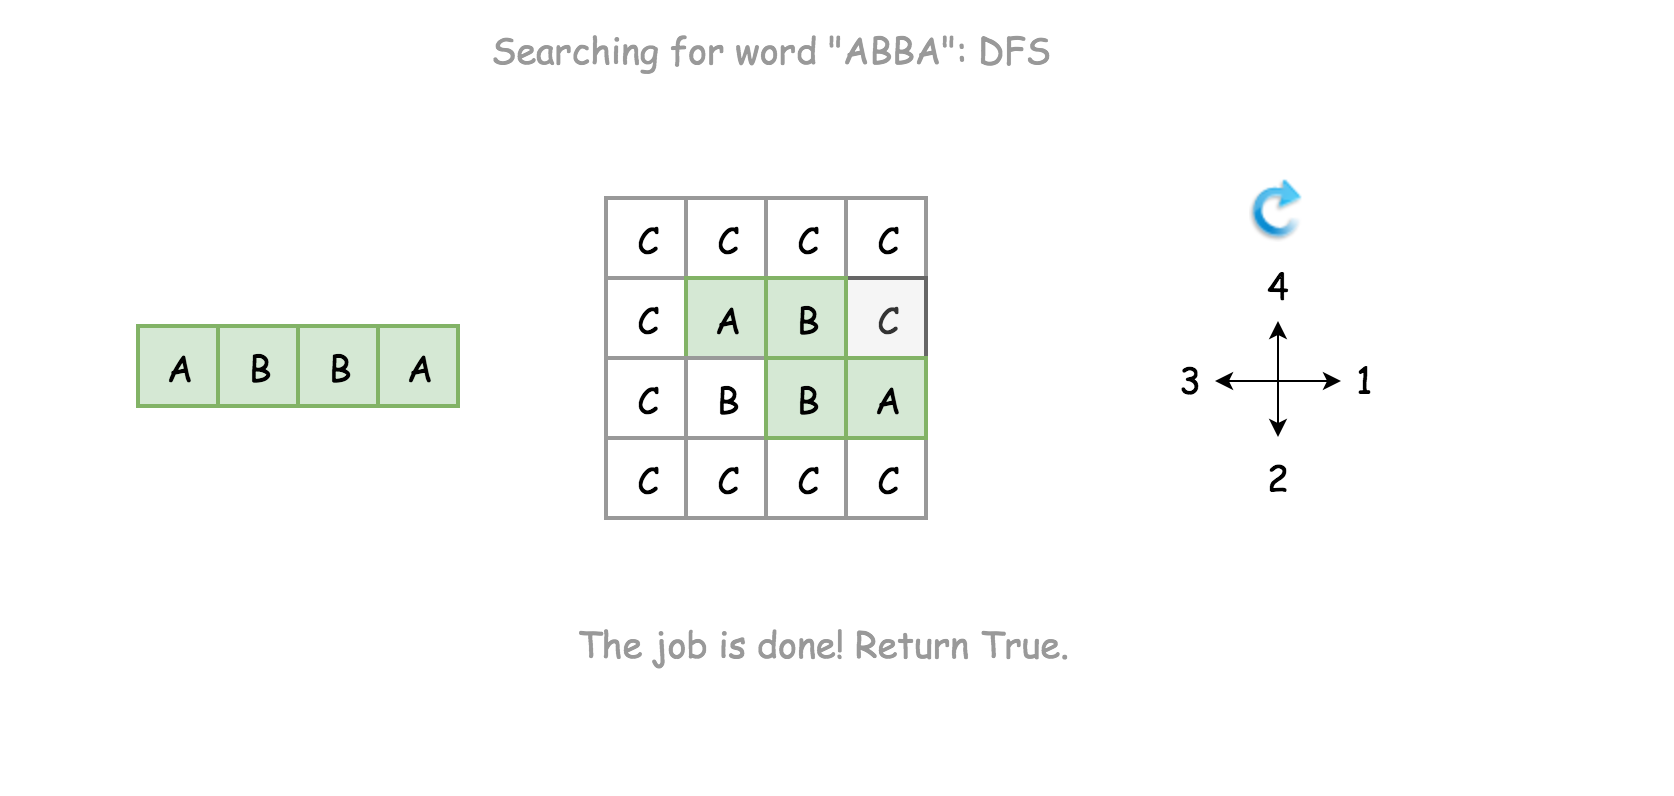 Searching for word "ABBA": DFS
A B B A
C C C C
C A B C
C B B A
C C C C
4
3 1
2
The job is done! Return True.